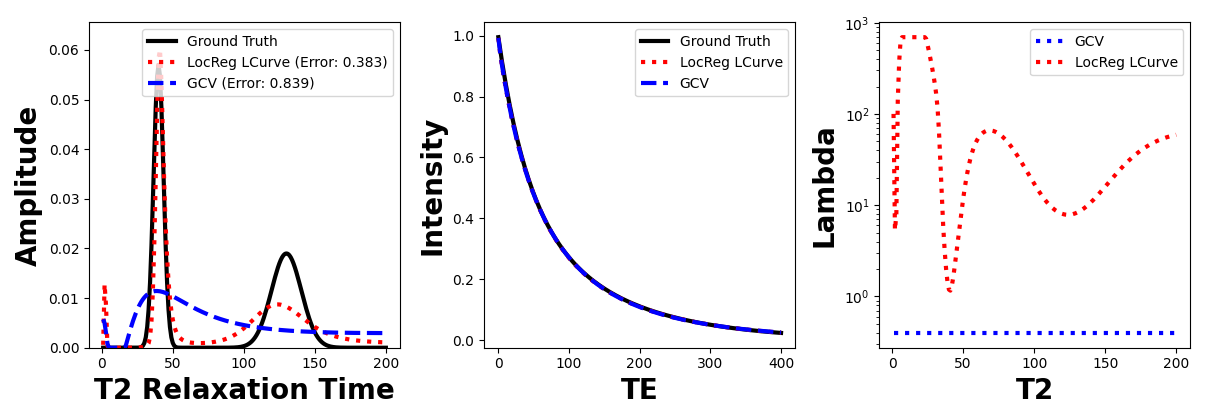 Ground Truth
LocReg LCurve (Error: 0.383)
GCV (Error: 0.839)
0.06
0.05
0.04
0.03
0.02
0.01
0.00
Amplitude
0
50
100
150
200
T2 Relaxation Time
Ground Truth
LocReg LCurve
GCV
1.0
0.8
0.6
0.4
0.2
0.0
Intensity
0
100
200
300
400
TE
GCV
LocReg LCurve
10³
10²
10¹
10⁰
Lambda
0
50
100
150
200
T2